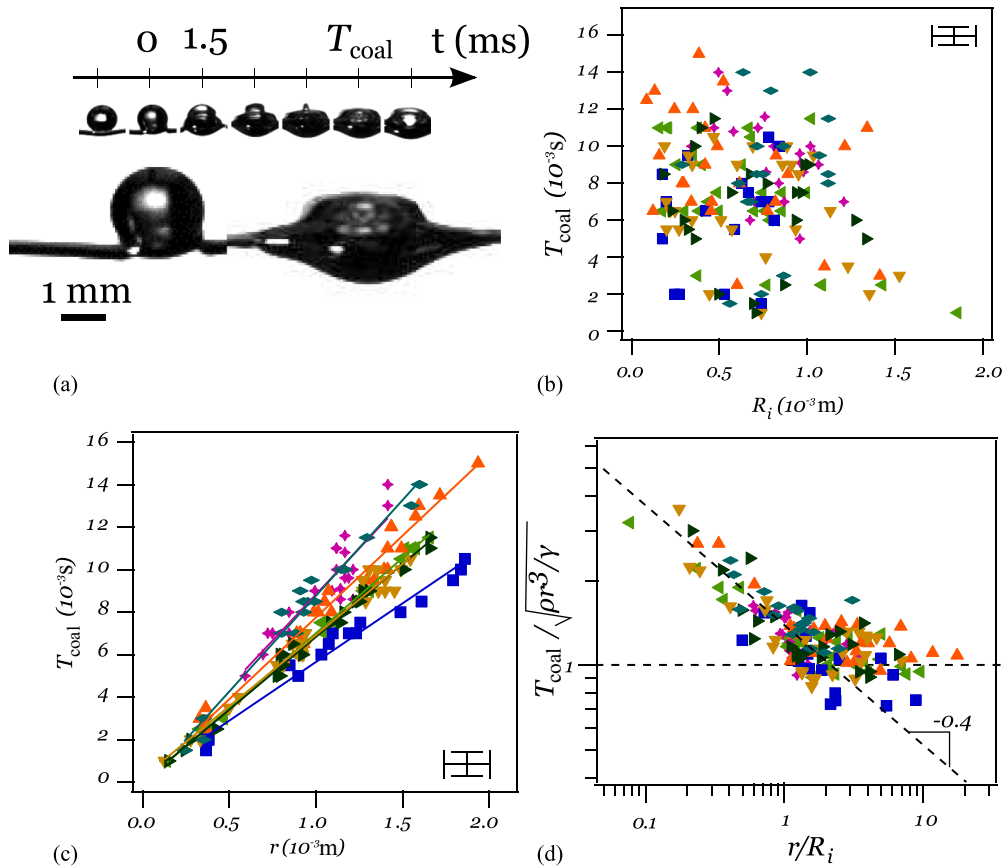 0 1.5 T_coal t (ms)
1 mm
(a)
T_coal (10⁻³s)
16
14
12
10
8
6
4
2
0
0.0 0.5 1.0 1.5 2.0
R_i (10⁻³m)
(b)
T_coal (10⁻³s)
16
14
12
10
8
6
4
2
0
0.0 0.5 1.0 1.5 2.0
r (10⁻³m)
(c)
T_coal / √ρr³/γ
1
-0.4
0.1 1 10
r/R_i
(d)